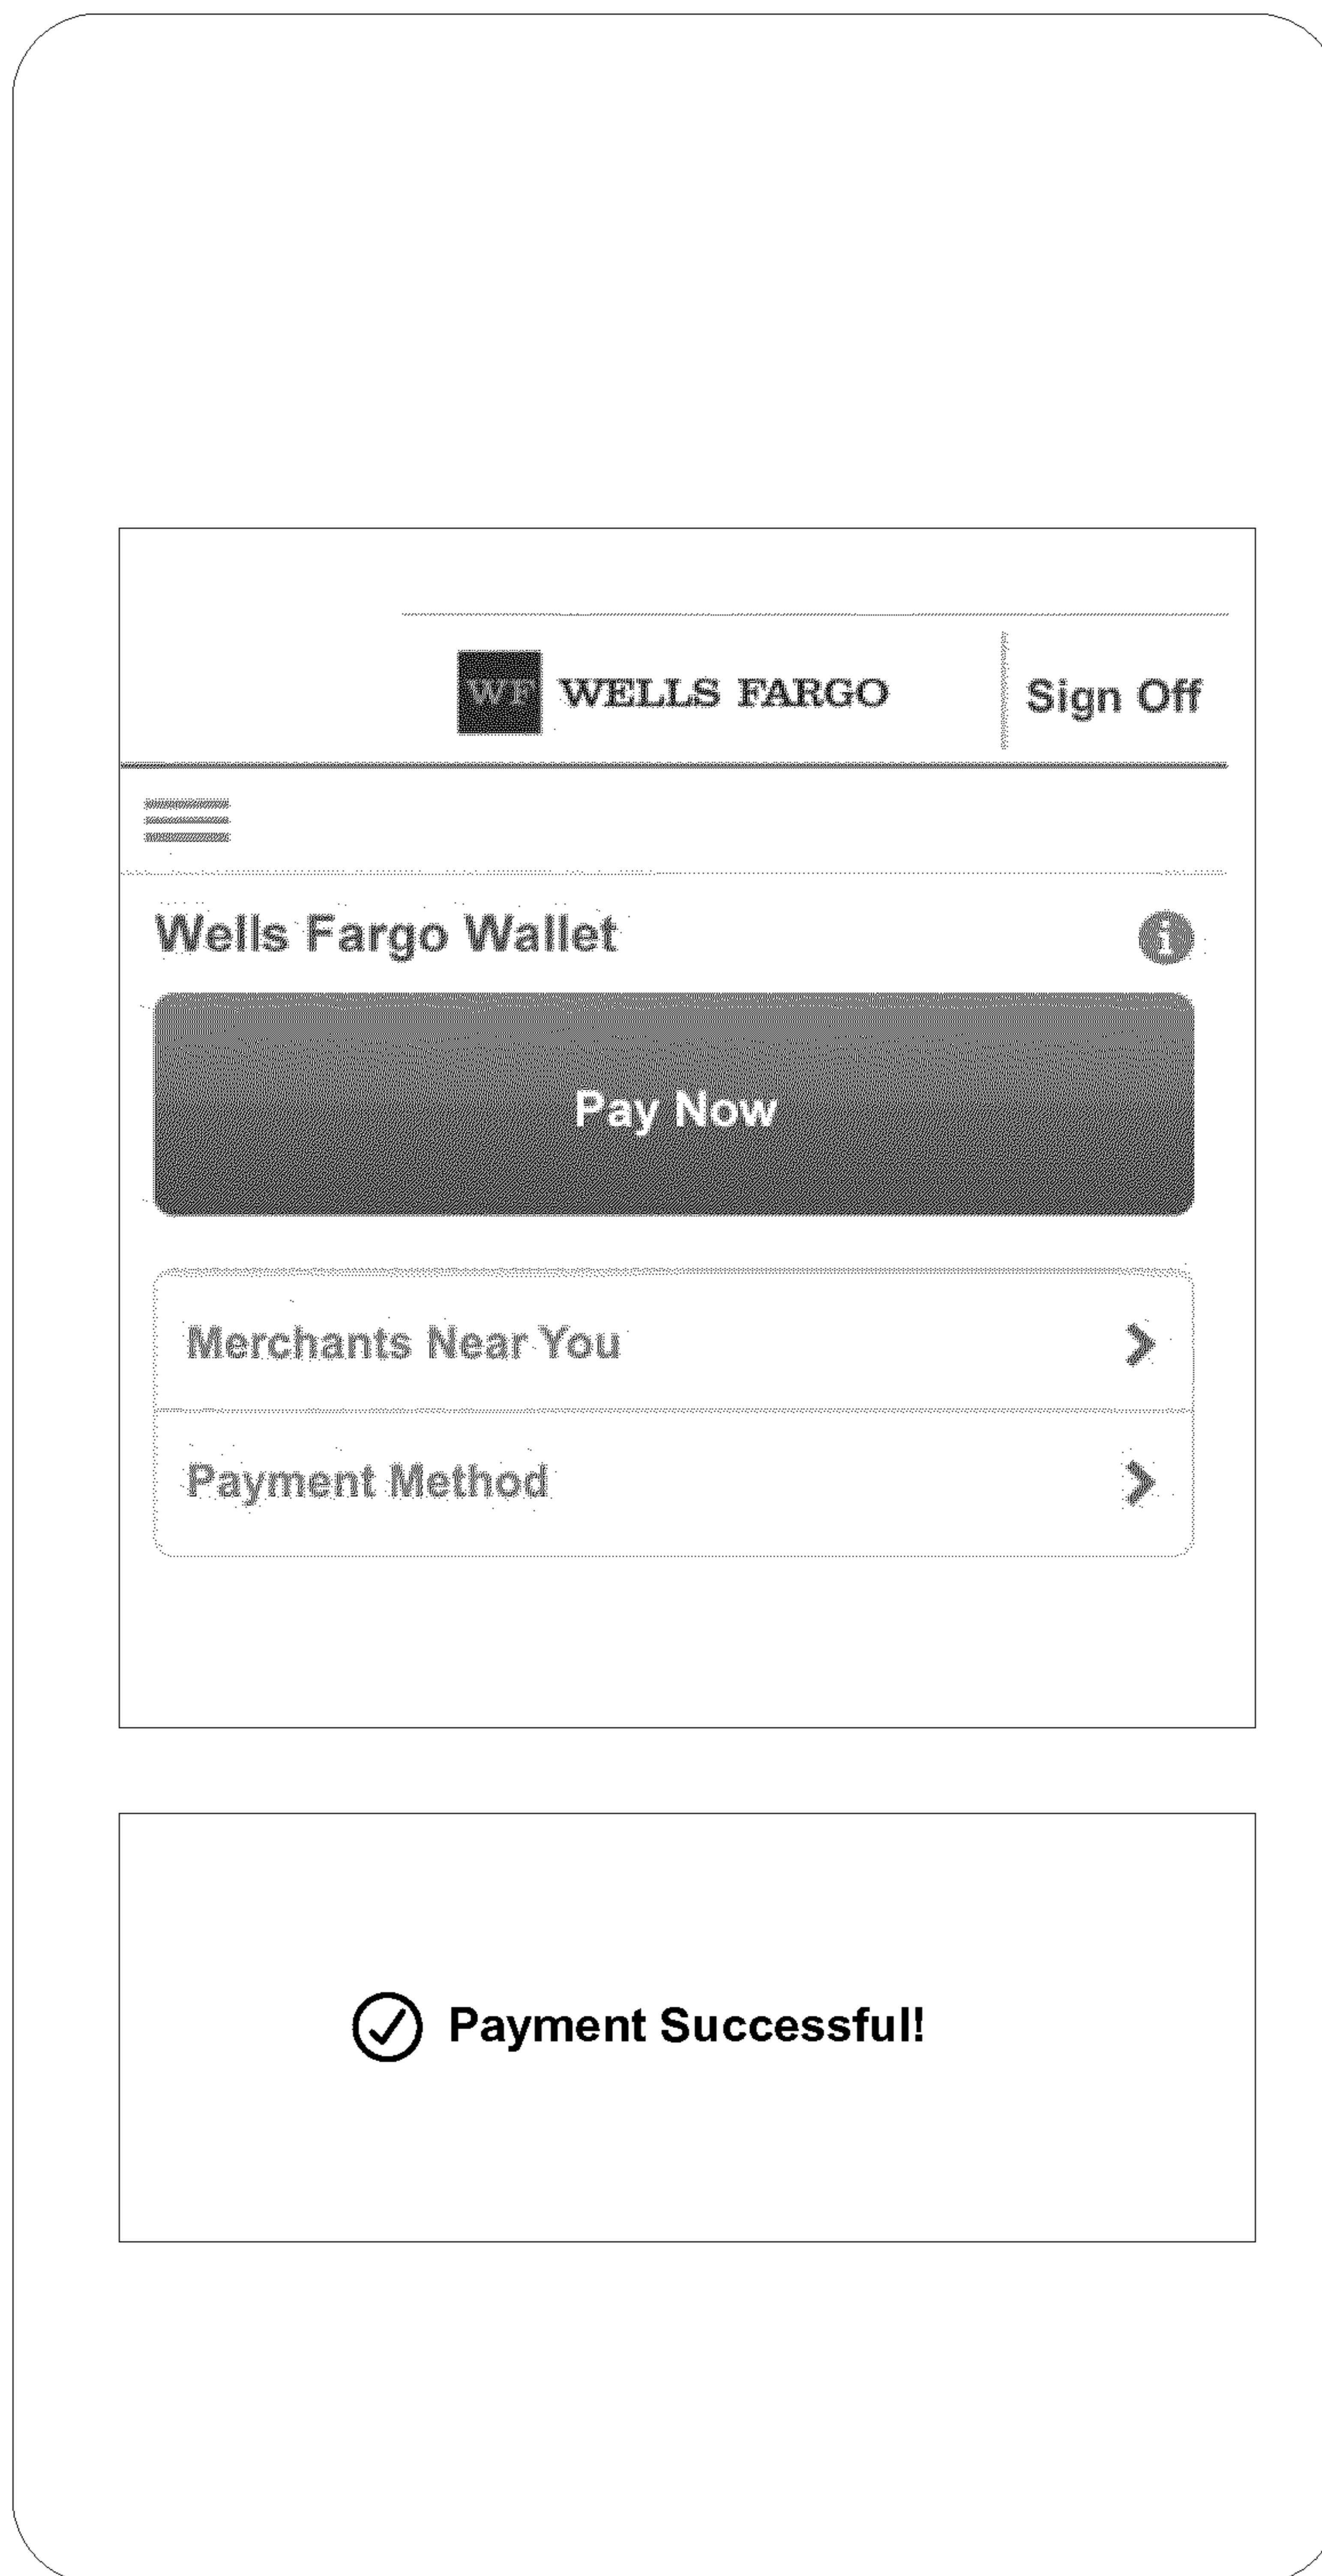 WF WELLS FARGO Sign Off
Wells Fargo Wallet i
Pay Now
Merchants Near You
Payment Method
Payment Successful!